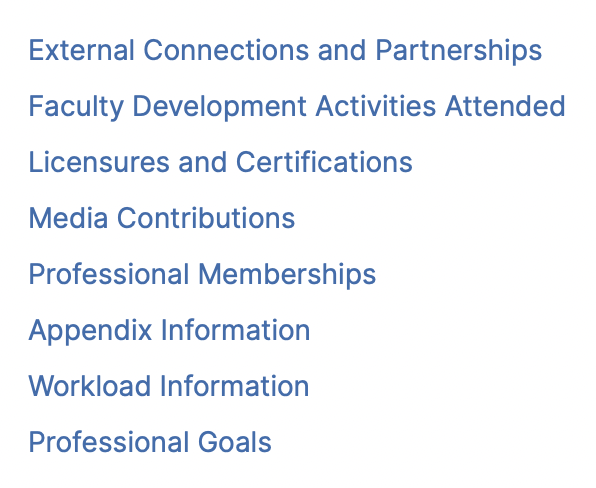 External Connections and Partnerships
Faculty Development Activities Attended
Licensures and Certifications
Media Contributions
Professional Memberships
Appendix Information
Workload Information
Professional Goals